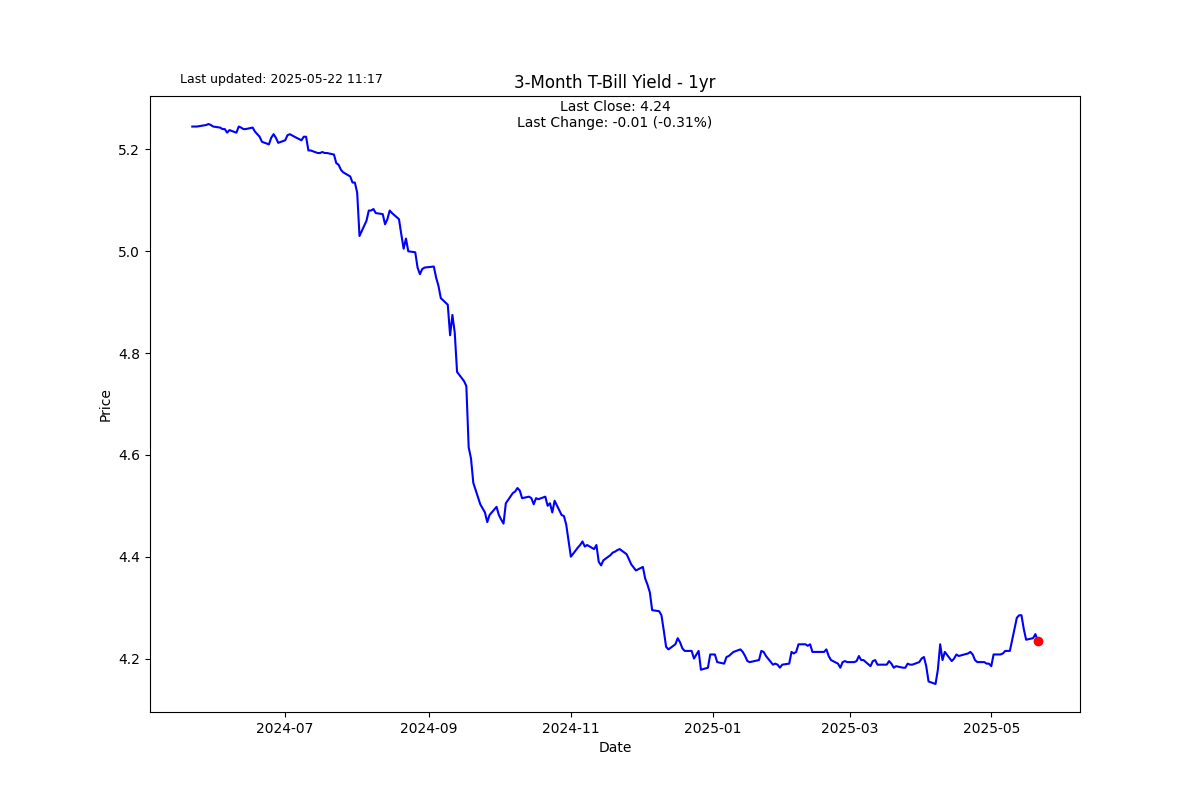 Last updated: 2025-05-22 11:17
3-Month T-Bill Yield - 1yr
Last Close: 4.24
Last Change: -0.01 (-0.31%)
Price
5.2
5.0
4.8
4.6
4.4
4.2
2024-07
2024-09
2024-11
2025-01
2025-03
2025-05
Date